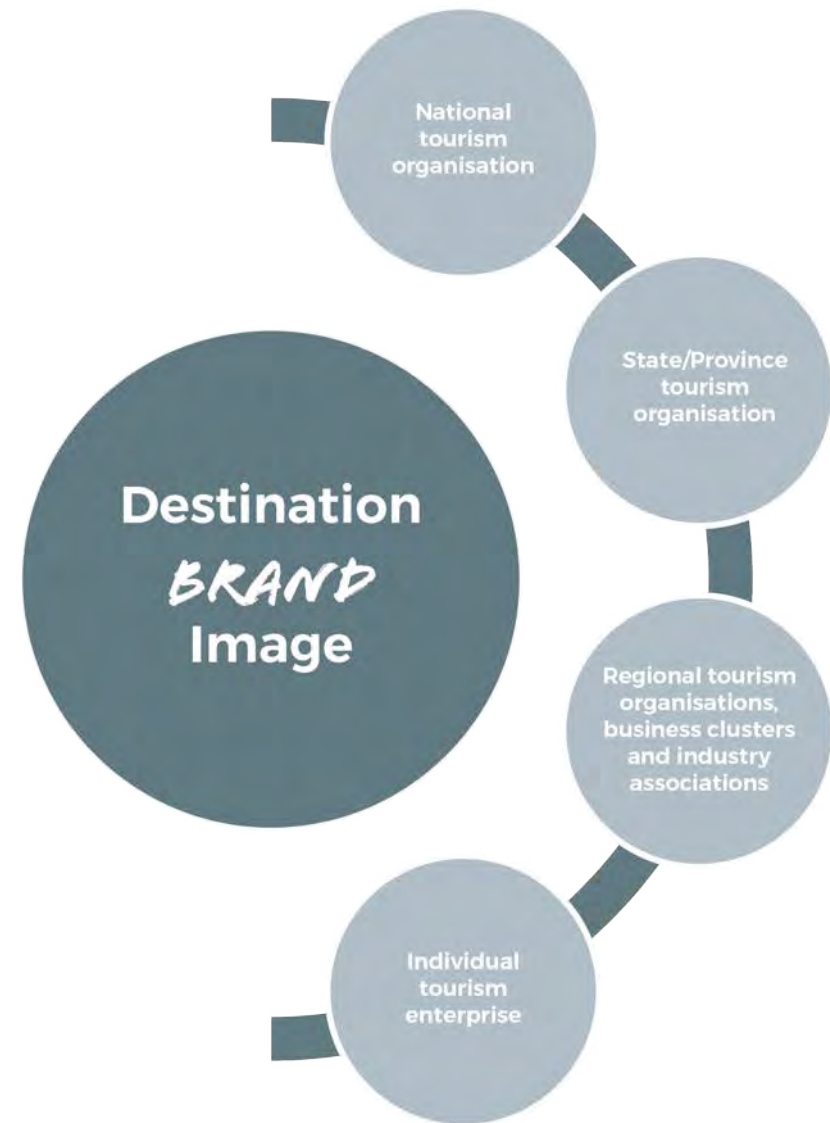 National
tourism
organisation
State/Province
tourism
organisation
Destination
BRAND
Image
Regional tourism
organisations,
business clusters
and industry
associations
Individual
tourism
enterprise